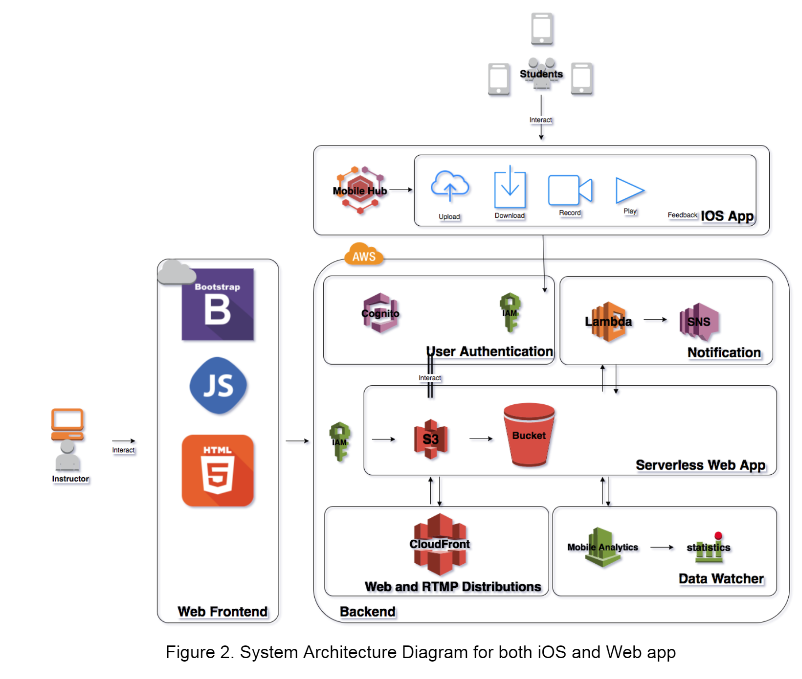 Students
Interact
Mobile Hub
Upload
Download
Record
Play
Feedback
IOS App
AWS
Bootstrap
B
JS
HTML
5
Web Frontend
Instructor
Interact
Cognito
IAM
User Authentication
Lambda
SNS
Notification
Interact
IAM
S3
Bucket
Serverless Web App
CloudFront
Web and RTMP Distributions
Mobile Analytics
statistics
Data Watcher
Backend
Figure 2. System Architecture Diagram for both iOS and Web app